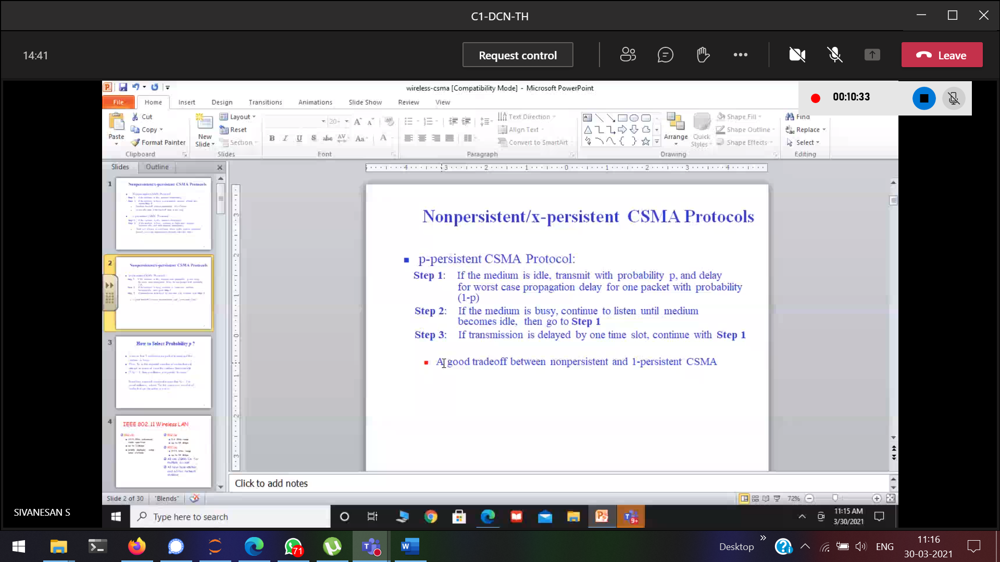 C1-DCN-TH
14:41
Request control
Leave
wireless-csma [Compatibility Mode] - Microsoft PowerPoint
00:10:33
File Home Insert Design Transitions Animations Slide Show Review View
Paste
Cut
Copy
Format Painter
Clipboard
New Slide
Layout
Reset
Section
Slides
20
B I U S abc AV Aa A
Font
Text Direction
Align Text
Convert to SmartArt
Paragraph
Arrange
Quick Styles
Shape Fill
Shape Outline
Shape Effects
Drawing
Find
Replace
Select
Editing
Slides Outline
1
Nonpersistent/x-persistent CSMA Protocols
2
Nonpersistent/x-persistent CSMA Protocols
3
How to Select Probability p ?
4
IEEE 802.11 Wireless LAN
Nonpersistent/x-persistent CSMA Protocols
p-persistent CSMA Protocol:
Step 1: If the medium is idle, transmit with probability p, and delay
for worst case propagation delay for one packet with probability
(1-p)
Step 2: If the medium is busy, continue to listen until medium
becomes idle, then go to Step 1
Step 3: If transmission is delayed by one time slot, continue with Step 1
A good tradeoff between nonpersistent and 1-persistent CSMA
Click to add notes
Slide 2 of 30 "Blends" 72%
SIVANESAN S
Type here to search
9+
11:15 AM
3/30/2021
71
Desktop
ENG
11:16
30-03-2021